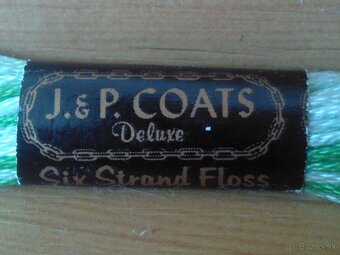 J. & P. COATS
Deluxe
Six Strand Floss